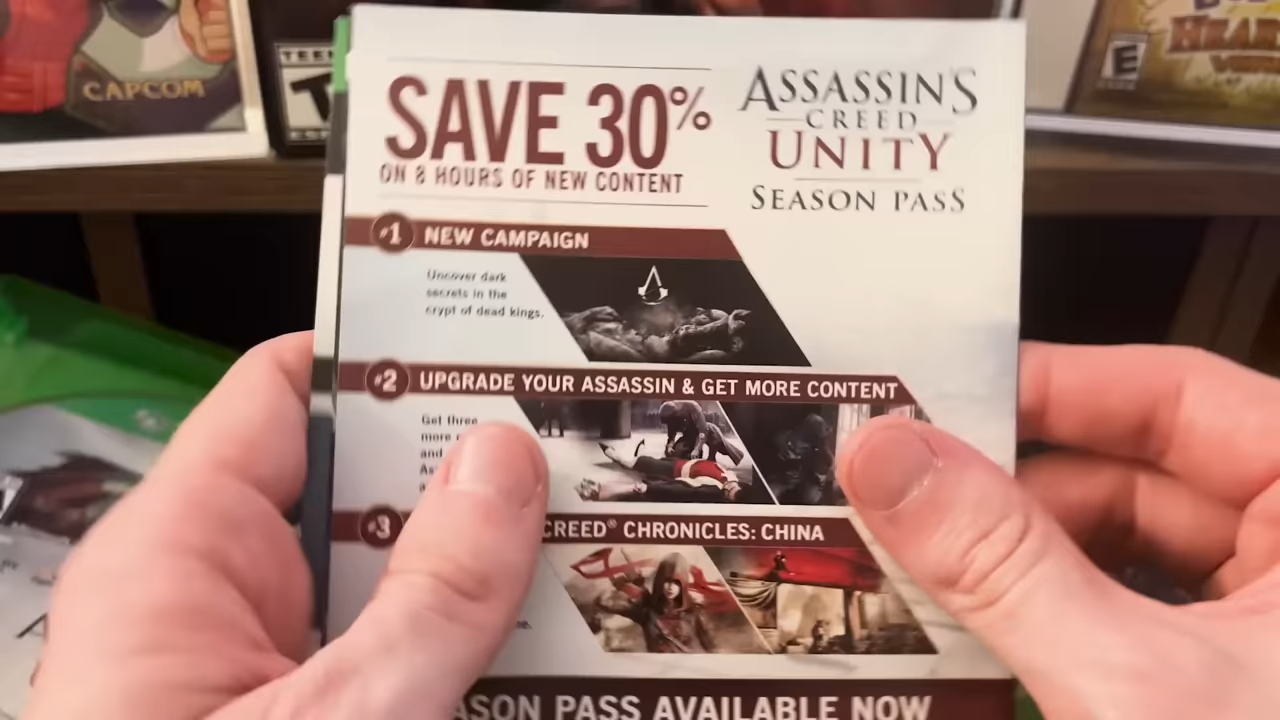 CAPCOM
TEEN
T
E
SAVE 30%
ON 8 HOURS OF NEW CONTENT
ASSASSIN'S
CREED
UNITY
SEASON PASS
#1 NEW CAMPAIGN
Uncover dark
secrets in the
crypt of dead kings.
#2 UPGRADE YOUR ASSASSIN & GET MORE CONTENT
Get three
more
and
#3 CREED® CHRONICLES: CHINA
ASON PASS AVAILABLE NOW